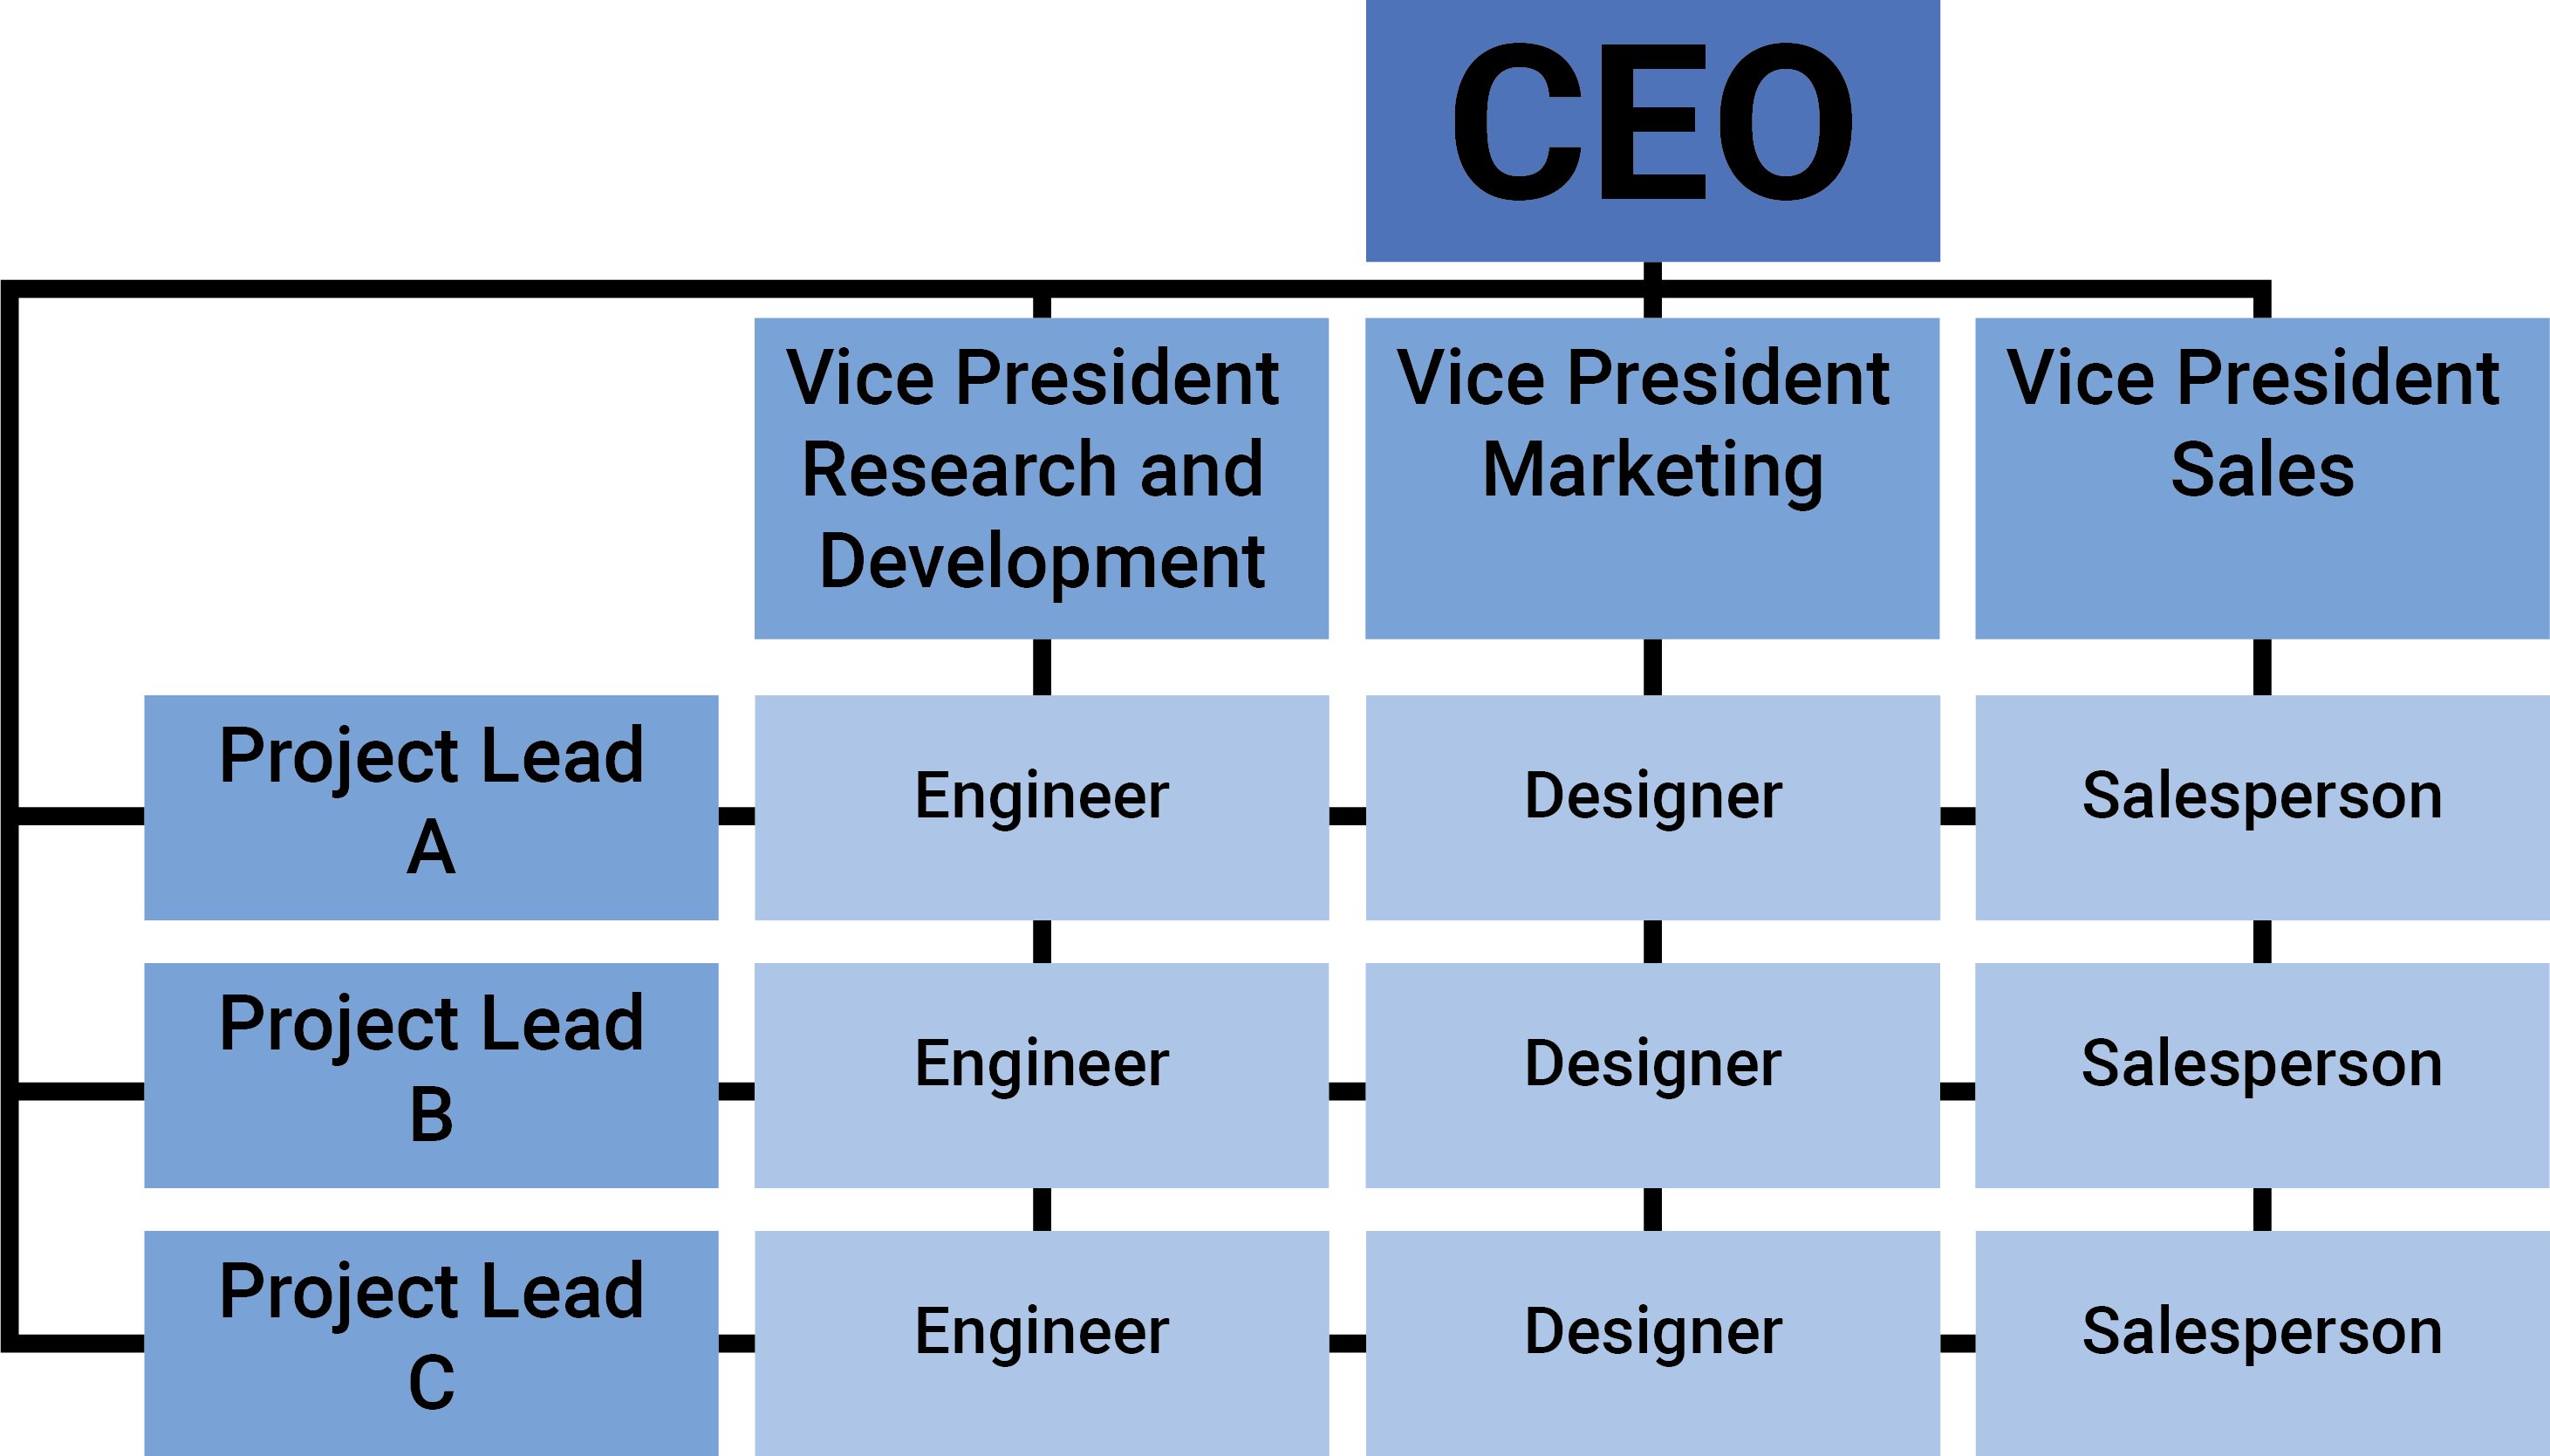 CEO
Vice President
Research and
Development
Vice President
Marketing
Vice President
Sales
Project Lead
A
Engineer
Designer
Salesperson
Project Lead
B
Engineer
Designer
Salesperson
Project Lead
C
Engineer
Designer
Salesperson